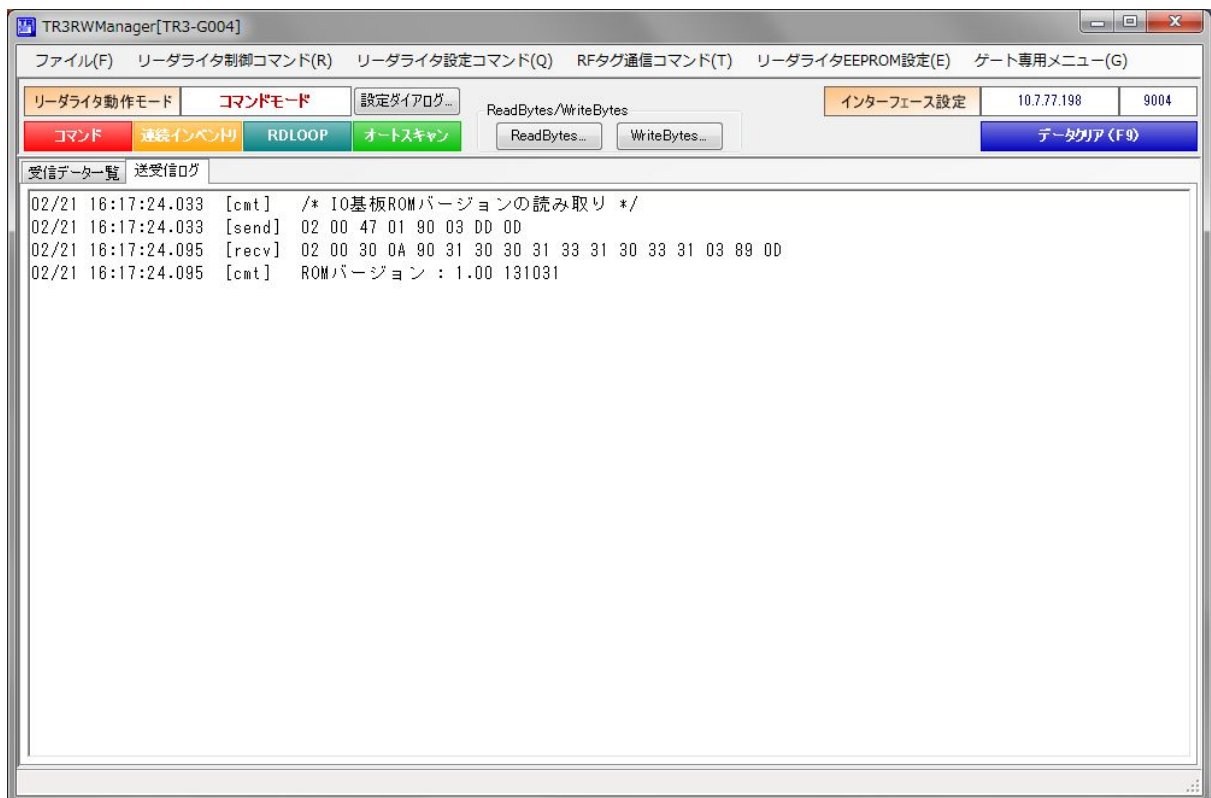 TR3RWManager[TR3-G004]
ファイル(F) リーダライタ制御コマンド(R) リーダライタ設定コマンド(Q) RFタグ通信コマンド(T) リーダライタEEPROM設定(E) ゲート専用メニュー(G)
リーダライタ動作モード コマンドモード 設定ダイアログ... ReadBytes/WriteBytes インターフェース設定 10.7.77.198 9004
コマンド 連続インベントリ RDLOOP オートスキャン ReadBytes... WriteBytes... データクリア(F9)
受信データ一覧 送受信ログ
02/21 16:17:24.033 [cmt] /* IO基板ROMバージョンの読み取り */
02/21 16:17:24.033 [send] 02 00 47 01 90 03 DD 0D
02/21 16:17:24.095 [recv] 02 00 30 0A 90 31 30 30 31 33 31 30 33 31 03 89 0D
02/21 16:17:24.095 [cmt] ROMバージョン : 1.00 131031